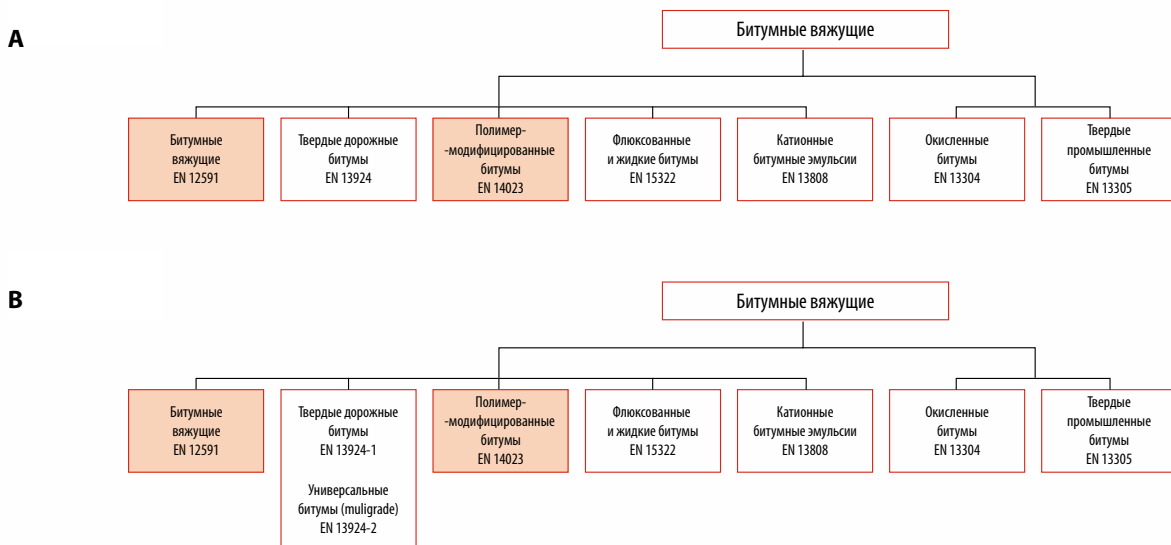 A
Битумные вяжущие
Битумные
вяжущие
EN 12591
Твердые дорожные
битумы
EN 13924
Полимер-
-модифицированные
битумы
EN 14023
Флюксованные
и жидкие битумы
EN 15322
Катионные
битумные эмульсии
EN 13808
Окисленные
битумы
EN 13304
Твердые
промышленные
битумы
EN 13305
B
Битумные вяжущие
Битумные
вяжущие
EN 12591
Твердые дорожные
битумы
EN 13924-1
Универсальные
битумы (muligrade)
EN 13924-2
Полимер-
-модифицированные
битумы
EN 14023
Флюксованные
и жидкие битумы
EN 15322
Катионные
битумные эмульсии
EN 13808
Окисленные
битумы
EN 13304
Твердые
промышленные
битумы
EN 13305